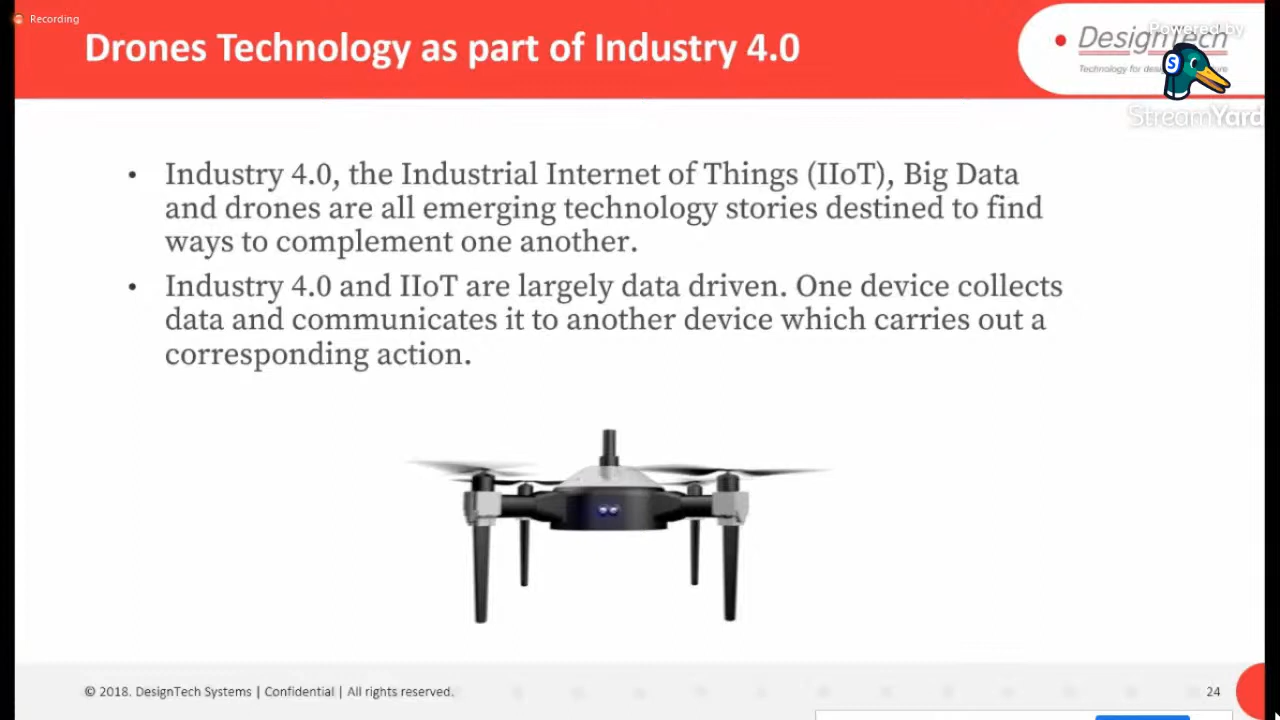 Recording
Drones Technology as part of Industry 4.0
DesignTech
Powered by
StreamYard
Industry 4.0, the Industrial Internet of Things (IIoT), Big Data
and drones are all emerging technology stories destined to find
ways to complement one another.
Industry 4.0 and IIoT are largely data driven. One device collects
data and communicates it to another device which carries out a
corresponding action.
© 2018. DesignTech Systems | Confidential | All rights reserved.
24